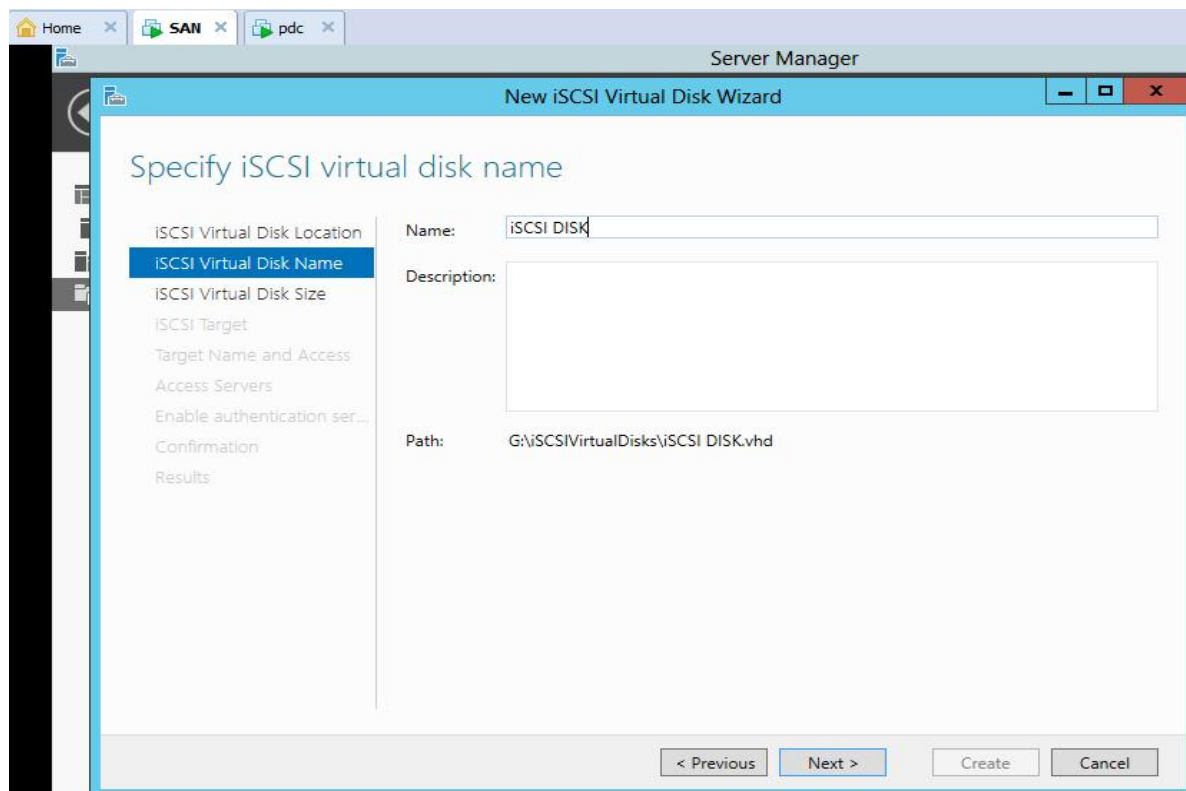 Home SAN pdc
Server Manager
New iSCSI Virtual Disk Wizard
Specify iSCSI virtual disk name
iSCSI Virtual Disk Location
iSCSI Virtual Disk Name
iSCSI Virtual Disk Size
iSCSI Target
Target Name and Access
Access Servers
Enable authentication ser...
Confirmation
Results
Name: iSCSI DISK
Description:
Path: G:\iSCSIVirtualDisks\iSCSI DISK.vhd
< Previous Next > Create Cancel